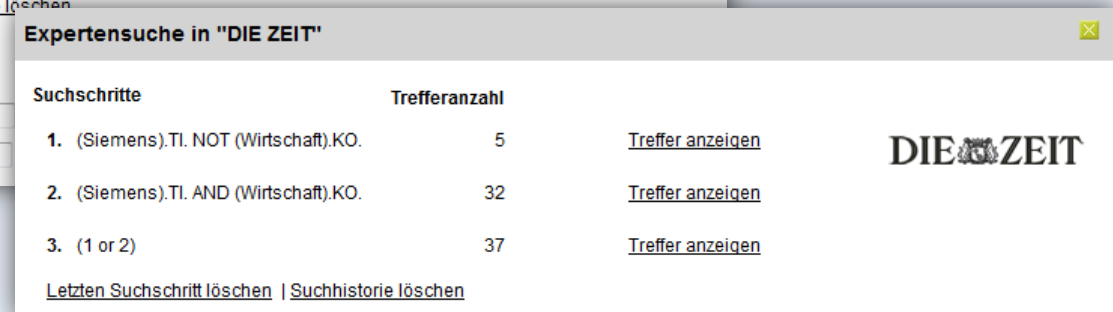 löschen
Expertensuche in "DIE ZEIT"
Suchschritte Trefferanzahl
1. (Siemens).TI. NOT (Wirtschaft).KO. 5 Treffer anzeigen
DIE ZEIT
2. (Siemens).TI. AND (Wirtschaft).KO. 32 Treffer anzeigen
3. (1 or 2) 37 Treffer anzeigen
Letzten Suchschritt löschen | Suchhistorie löschen